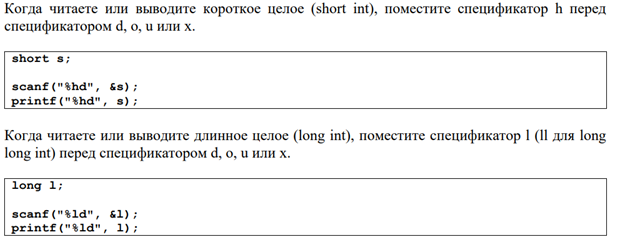 Когда читаете или выводите короткое целое (short int), поместите спецификатор h перед
спецификатором d, o, u или x.
short s;
scanf("%hd", &s);
printf("%hd", s);
Когда читаете или выводите длинное целое (long int), поместите спецификатор l (ll для long
long int) перед спецификатором d, o, u или x.
long l;
scanf("%ld", &l);
printf("%ld", l);